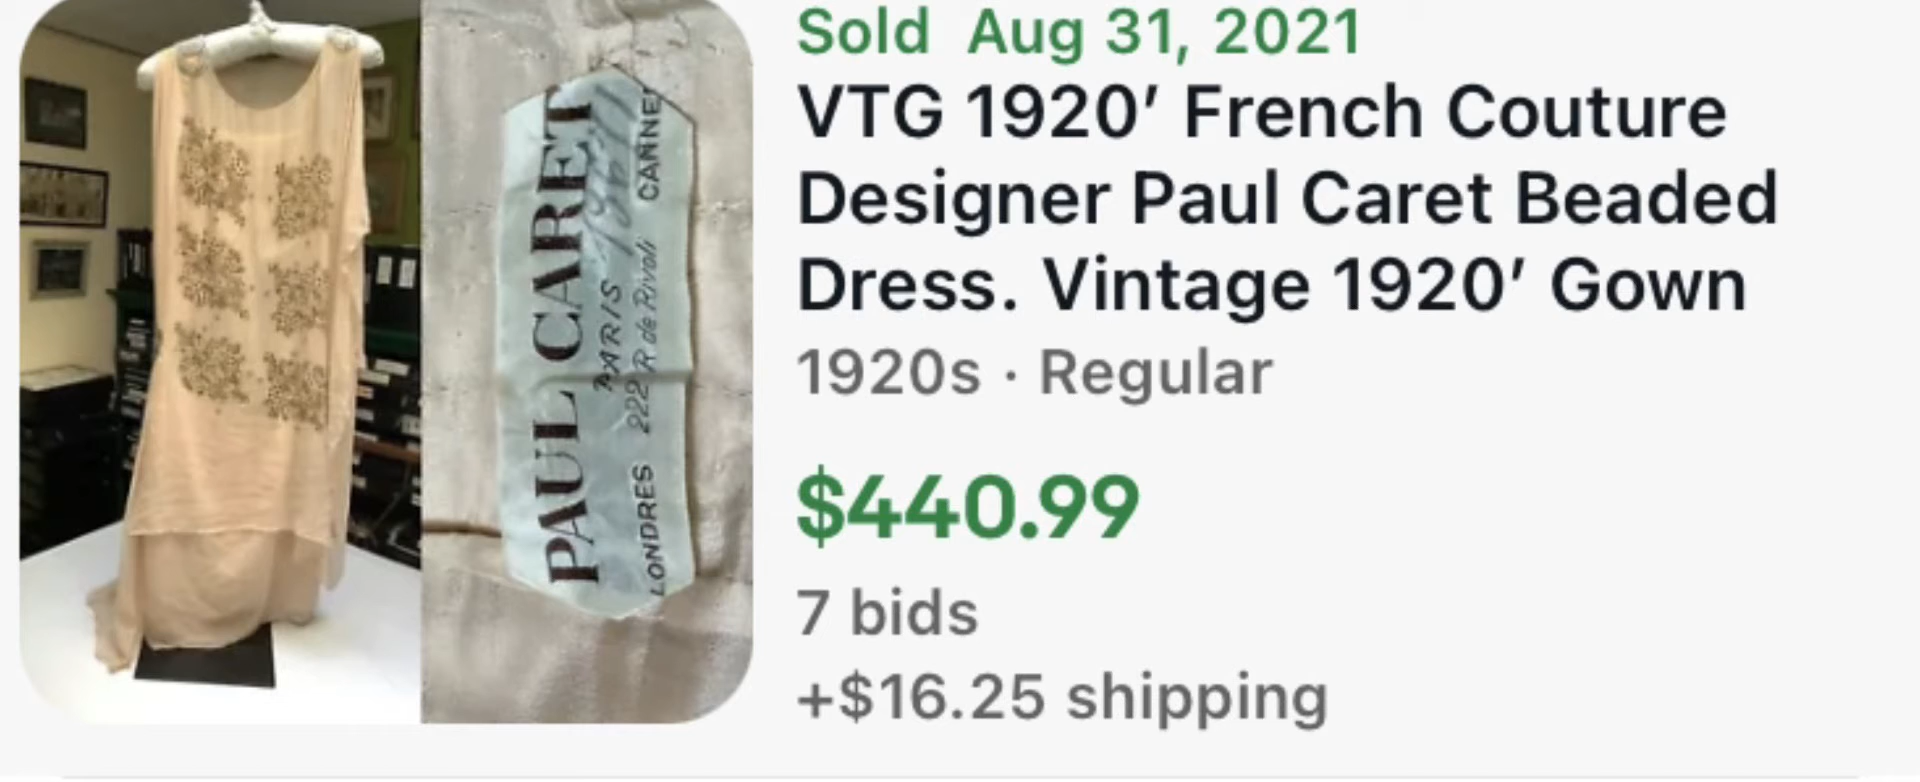 Sold Aug 31, 2021
VTG 1920’ French Couture
Designer Paul Caret Beaded
Dress. Vintage 1920’ Gown
1920s · Regular
$440.99
7 bids
+$16.25 shipping
PAUL CARET
PARIS
LONDRES 222 R de Rivoli CANNE